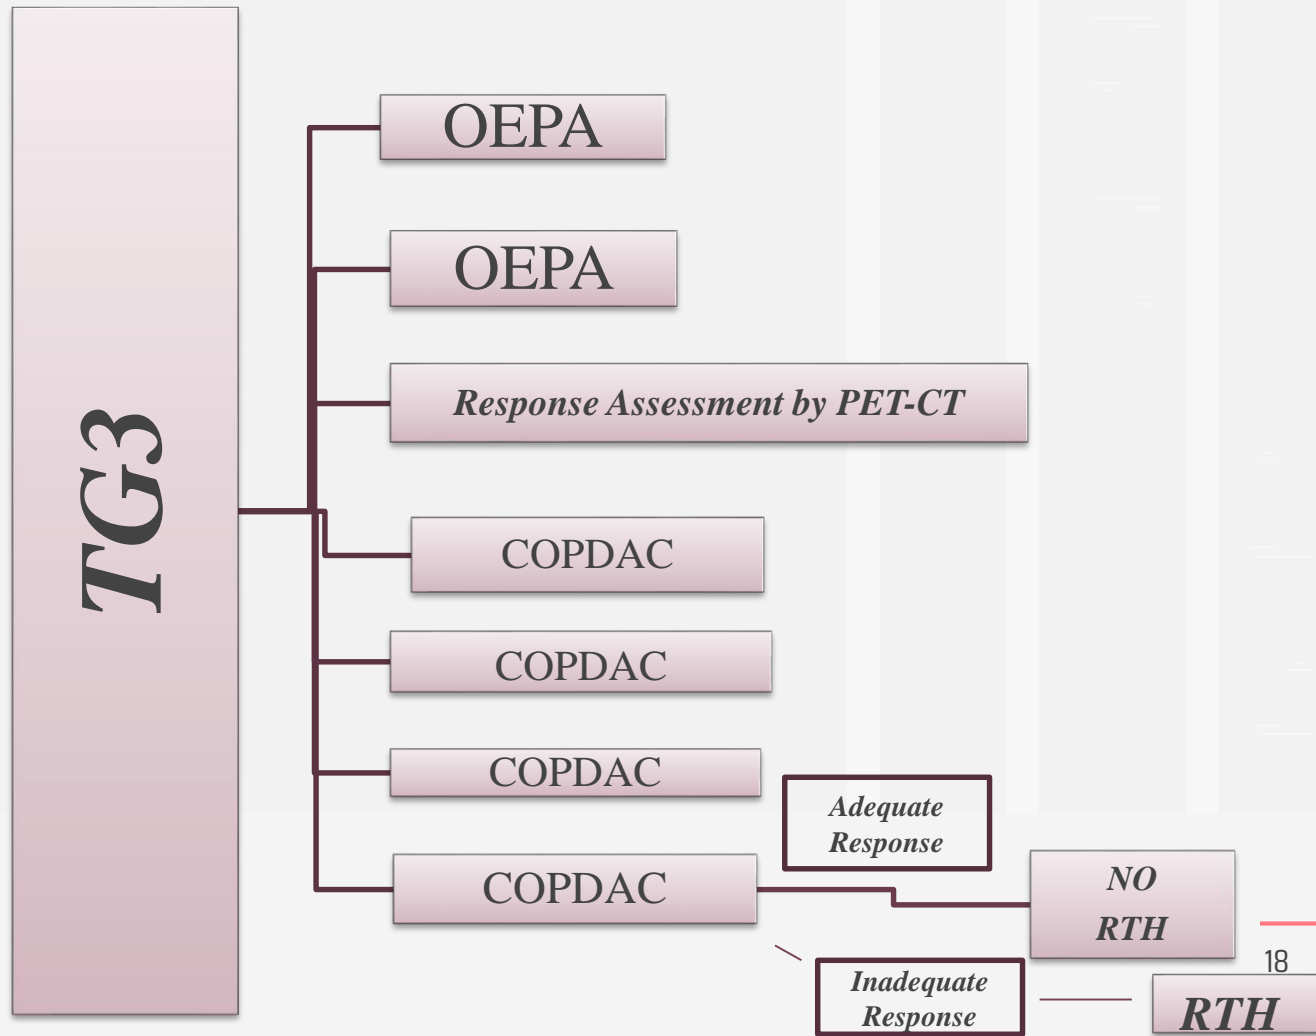 TG3
OEPA
OEPA
Response Assessment by PET-CT
COPDAC
COPDAC
COPDAC
COPDAC
Adequate
Response
NO
RTH
Inadequate
Response
RTH
18